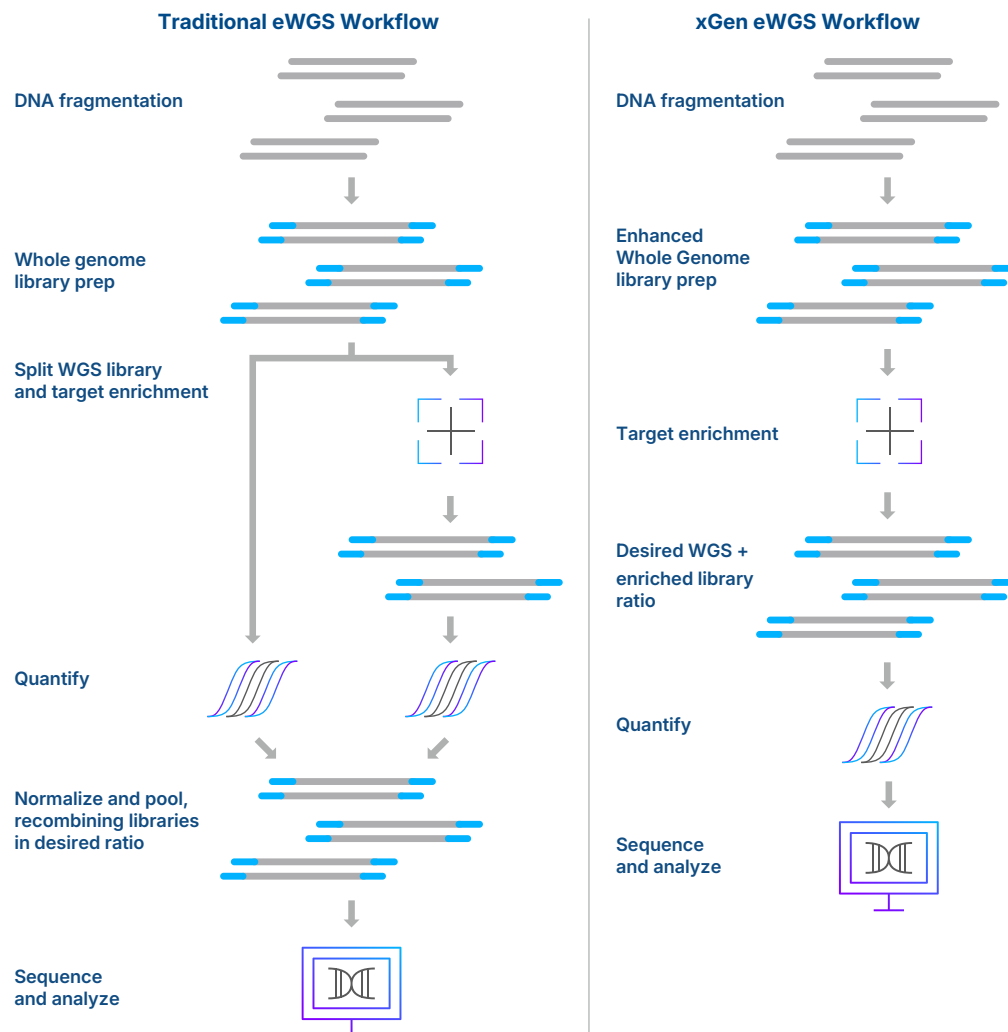 Traditional eWGS Workflow
DNA fragmentation
Whole genome
library prep
Split WGS library
and target enrichment
Quantify
Normalize and pool,
recombining libraries
in desired ratio
Sequence
and analyze
xGen eWGS Workflow
DNA fragmentation
Enhanced
Whole Genome
library prep
Target enrichment
Desired WGS +
enriched library
ratio
Quantify
Sequence
and analyze